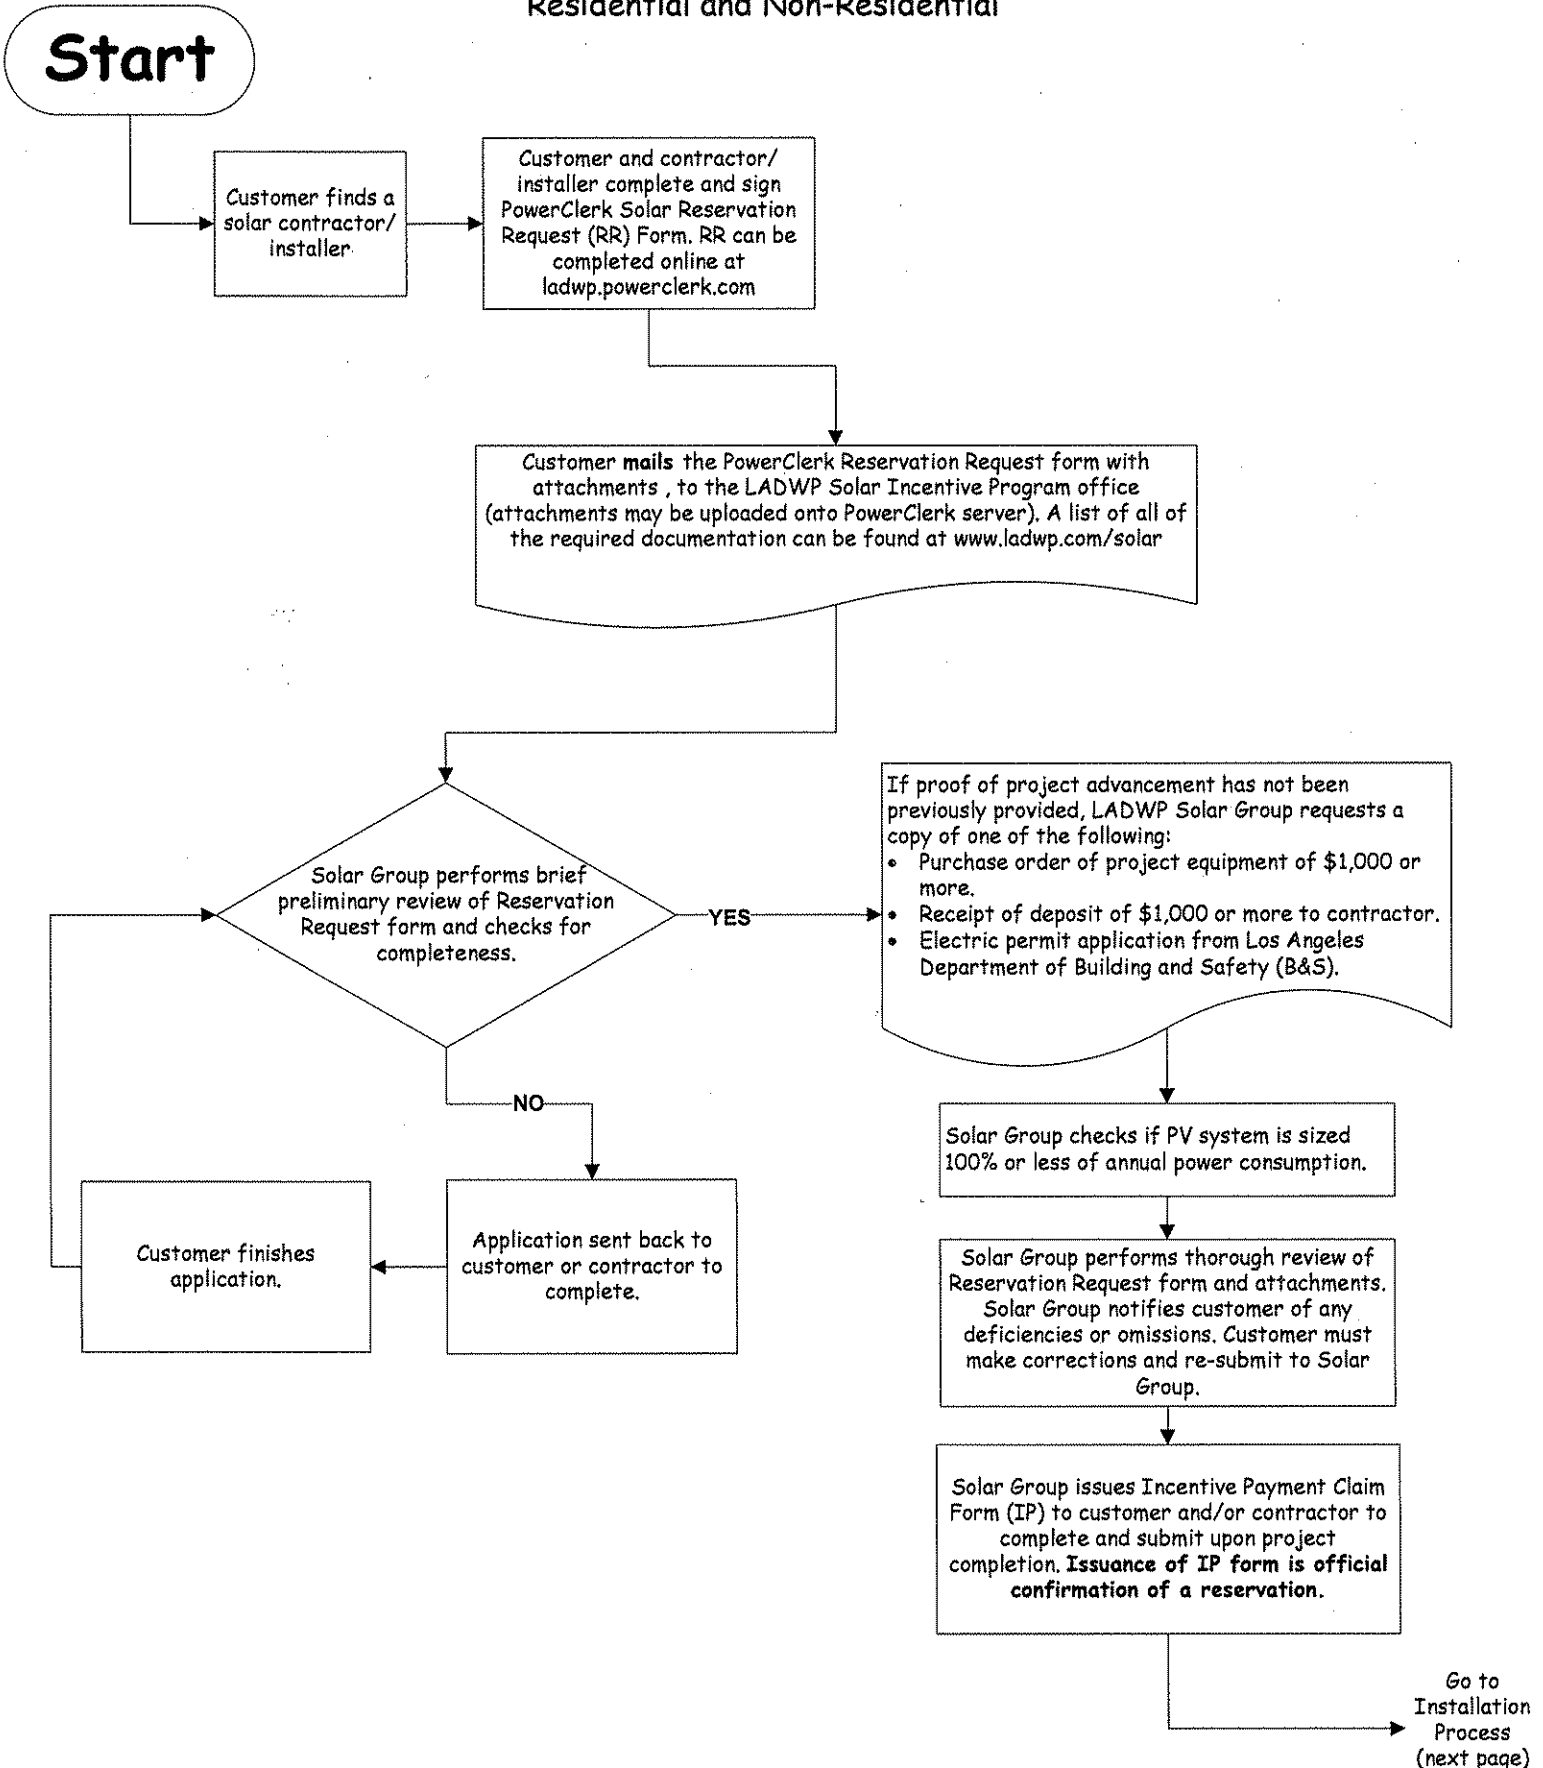 Residential and Non-Residential
Start
Customer finds a
solar contractor/
installer
Customer and contractor/
installer complete and sign
PowerClerk Solar Reservation
Request (RR) Form. RR can be
completed online at
ladwp.powerclerk.com
Customer mails the PowerClerk Reservation Request form with
attachments , to the LADWP Solar Incentive Program office
(attachments may be uploaded onto PowerClerk server). A list of all of
the required documentation can be found at www.ladwp.com/solar
Solar Group performs brief
preliminary review of Reservation
Request form and checks for
completeness.
YES
If proof of project advancement has not been
previously provided, LADWP Solar Group requests a
copy of one of the following:
• Purchase order of project equipment of $1,000 or
more.
• Receipt of deposit of $1,000 or more to contractor.
• Electric permit application from Los Angeles
Department of Building and Safety (B&S).
NO
Application sent back to
customer or contractor to
complete.
Customer finishes
application.
Solar Group checks if PV system is sized
100% or less of annual power consumption.
Solar Group performs thorough review of
Reservation Request form and attachments.
Solar Group notifies customer of any
deficiencies or omissions. Customer must
make corrections and re-submit to Solar
Group.
Solar Group issues Incentive Payment Claim
Form (IP) to customer and/or contractor to
complete and submit upon project
completion. Issuance of IP form is official
confirmation of a reservation.
Go to
Installation
Process
(next page)